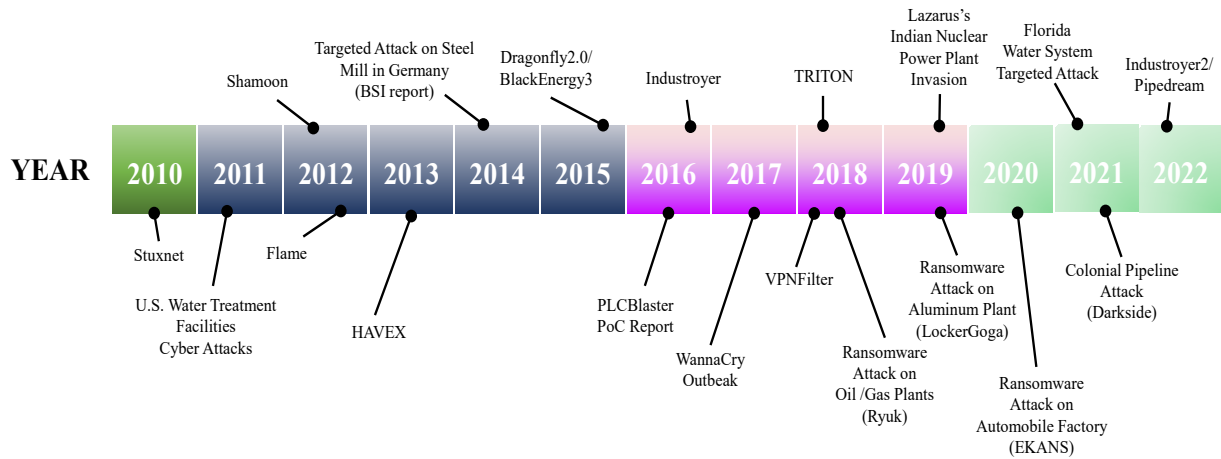 Lazarus's
Indian Nuclear
Power Plant
Invasion
Florida
Water System
Targeted Attack
Targeted Attack on Steel
Mill in Germany
(BSI report)
Dragonfly2.0/
BlackEnergy3
Industroyer2/
Pipedream
Shamoon
Industroyer
TRITON
YEAR
2010
2011
2012
2013
2014
2015
2016
2017
2018
2019
2020
2021
2022
Stuxnet
Flame
U.S. Water Treatment
Facilities
Cyber Attacks
HAVEX
PLCBlaster
PoC Report
WannaCry
Outbeak
VPNFilter
Ransomware
Attack on
Oil /Gas Plants
(Ryuk)
Ransomware
Attack on
Aluminum Plant
(LockerGoga)
Ransomware
Attack on
Automobile Factory
(EKANS)
Colonial Pipeline
Attack
(Darkside)